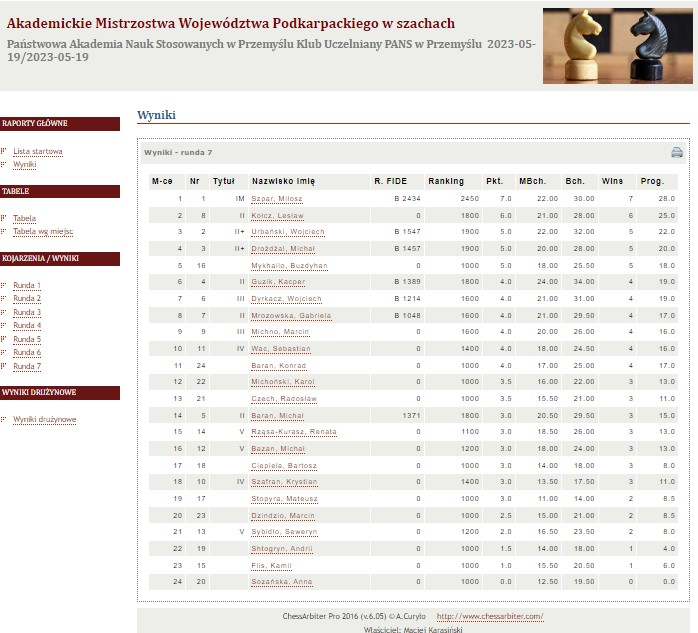 Akademickie Mistrzostwa Województwa Podkarpackiego w szachach
Państwowa Akademia Nauk Stosowanych w Przemyślu Klub Uczelniany PANS w Przemyślu 2023-05-
19/2023-05-19
RAPORTY GŁÓWNE
Lista startowa
Wyniki
TABELE
Tabela
Tabela wg miejsc
KOJARZENIA / WYNIKI
Runda 1
Runda 2
Runda 3
Runda 4
Runda 5
Runda 6
Runda 7
WYNIKI DRUŻYNOWE
Wyniki drużynowe
Wyniki
Wyniki - runda 7
M-ce Nr Tytuł Nazwisko Imię R. FIDE Ranking Pkt. MBch. Bch. Wins Prog.
1 1 IM Szpar, Miłosz B 2434 2450 7.0 22.00 30.00 7 28.0
2 8 II Kołcz, Lesław 0 1600 6.0 21.00 28.00 6 25.0
3 2 II+ Urbański, Wojciech B 1547 1900 5.0 22.00 32.00 5 22.0
4 3 II+ Drożdżal, Michał B 1457 1900 5.0 20.00 28.00 5 20.0
5 16 Mykhailo, Buzdyhan 0 1000 5.0 18.00 25.50 5 18.0
6 4 II Guzik, Kacper B 1389 1800 4.0 24.00 34.00 4 19.0
7 6 III Dyrkacz, Wojciech B 1214 1600 4.0 21.00 31.00 4 19.0
8 7 II Mrozowska, Gabriela B 1048 1600 4.0 21.00 29.50 4 17.0
9 9 III Michno, Marcin 0 1600 4.0 20.00 26.00 4 16.0
10 11 IV Wac, Sebastian 0 1400 4.0 18.00 24.50 4 16.0
11 24 Baran, Konrad 0 1000 4.0 17.00 25.00 4 17.0
12 22 Michoński, Karol 0 1000 3.5 16.00 22.00 3 13.0
13 21 Czech, Radosław 0 1000 3.5 15.50 21.00 3 11.0
14 5 II Baran, Michał 1371 1800 3.0 20.50 29.50 3 15.0
15 14 V Rząsa-Kurasz, Renata 0 1100 3.0 18.50 26.00 3 13.0
16 12 V Bazan, Michał 0 1200 3.0 18.00 24.00 3 13.0
17 18 Ciepiela, Bartosz 0 1000 3.0 14.00 18.00 3 8.0
18 10 IV Szafran, Krystian 0 1400 3.0 13.50 17.50 3 11.0
19 17 Stopyra, Mateusz 0 1000 3.0 11.00 14.00 2 8.5
20 23 Dzindzio, Marcin 0 1000 2.5 15.00 21.00 2 8.5
21 13 V Sybidło, Seweryn 0 1200 2.0 16.50 23.50 2 8.0
22 19 Shtogryn, Andrii 0 1000 1.5 14.00 18.00 1 4.0
23 15 Flis, Kamil 0 1000 1.0 15.50 20.50 1 6.0
24 20 Sozańska, Anna 0 1000 0.0 12.50 19.50 0 0.0
ChessArbiter Pro 2016 (v.6.05) © A.Curyło http://www.chessarbiter.com/
Właściciel: Maciej Karasiński